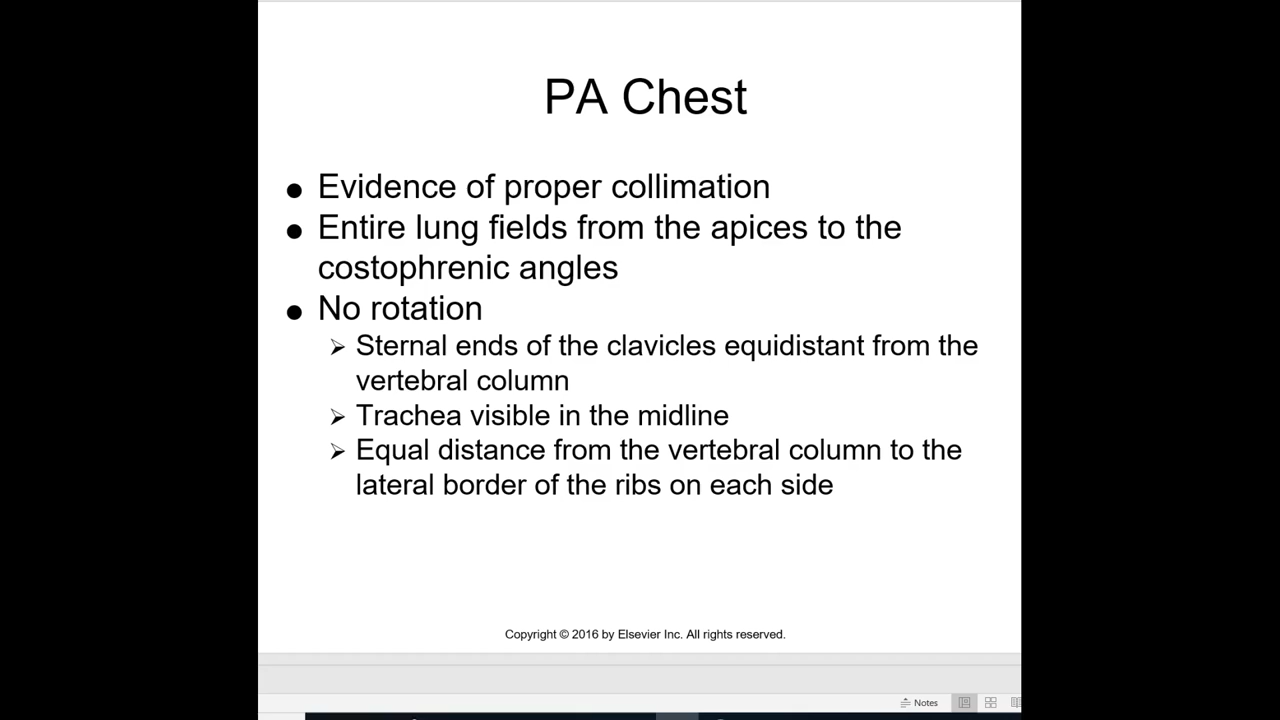 PA Chest
● Evidence of proper collimation
● Entire lung fields from the apices to the
costophrenic angles
● No rotation
➢ Sternal ends of the clavicles equidistant from the
vertebral column
➢ Trachea visible in the midline
➢ Equal distance from the vertebral column to the
lateral border of the ribs on each side
Copyright © 2016 by Elsevier Inc. All rights reserved.
Notes